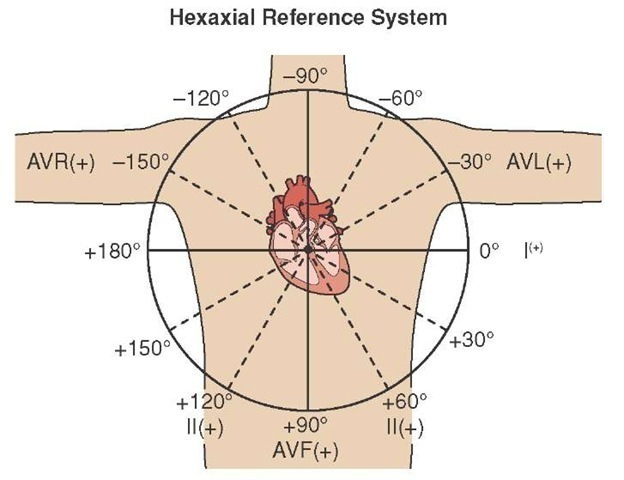 Hexaxial Reference System
–90°
–120° –60°
AVR(+) –150° –30° AVL(+)
+180° 0° I(+)
+150° +30°
+120° +60°
II(+) +90° II(+)
AVF(+)